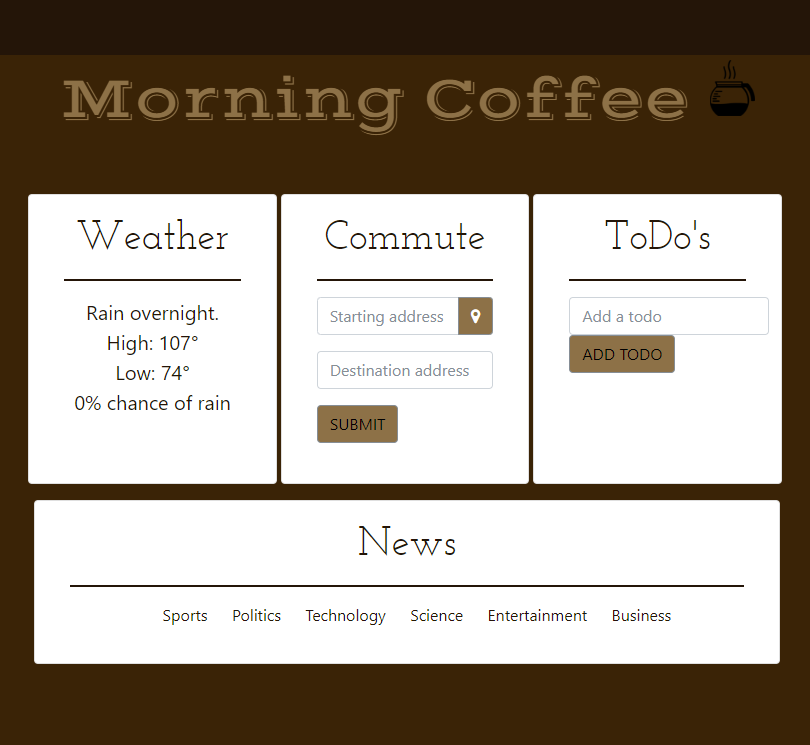 Morning Coffee
Weather
Rain overnight.
High: 107°
Low: 74°
0% chance of rain
Commute
Starting address
Destination address
SUBMIT
ToDo's
Add a todo
ADD TODO
News
Sports Politics Technology Science Entertainment Business